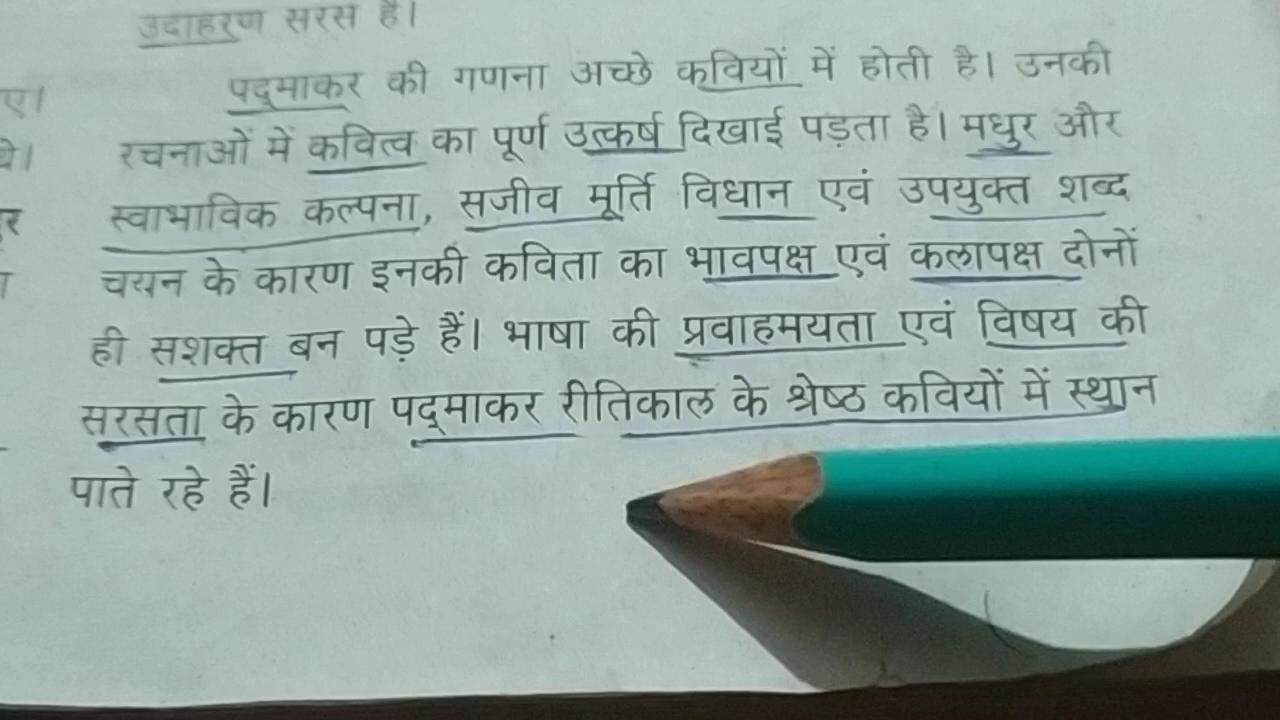 उदाहरण सरस है।
पद्माकर की गणना अच्छे कवियों में होती है। उनकी
रचनाओं में कवित्व का पूर्ण उत्कर्ष दिखाई पड़ता है। मधुर और
स्वाभाविक कल्पना, सजीव मूर्ति विधान एवं उपयुक्त शब्द
चयन के कारण इनकी कविता का भावपक्ष एवं कलापक्ष दोनों
ही सशक्त बन पड़े हैं। भाषा की प्रवाहमयता एवं विषय की
सरसता के कारण पद्माकर रीतिकाल के श्रेष्ठ कवियों में स्थान
पाते रहे हैं।